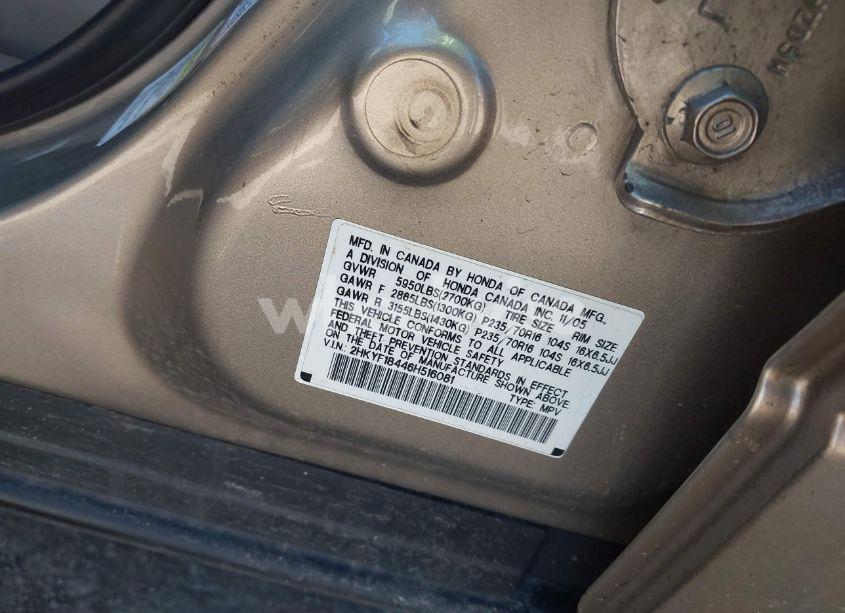 MFD. IN CANADA BY HONDA OF CANADA MFG.,
A DIVISION OF HONDA CANADA INC. 11/05
GVWR 5950LBS(2700KG) TIRE SIZE RIM SIZE
GAWR F 2865LBS(1300KG) P235/70R16 104S 16X6.5JJ
GAWR R 3155LBS(1430KG) P235/70R16 104S 16X6.5JJ
THIS VEHICLE CONFORMS TO ALL APPLICABLE
FEDERAL MOTOR VEHICLE SAFETY
AND THEFT PREVENTION STANDARDS IN EFFECT
ON THE DATE OF MANUFACTURE SHOWN ABOVE.
V.I.N.: 2HKYF18446H516081 TYPE: MPV